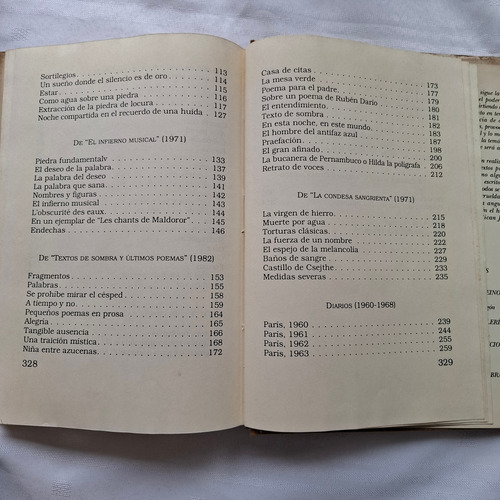 Sortilegios . . . . . 113
Un sueño donde el silencio es de oro . . . . . 114
Estar . . . . . 115
Como agua sobre una piedra . . . . . 116
Extracción de la piedra de locura . . . . . 117
Noche compartida en el recuerdo de una huida . 127
DE "EL INFIERNO MUSICAL" (1971)
Piedra fundamentalv . . . . . 133
El deseo de la palabra . . . . . 137
La palabra del deseo . . . . . 139
La palabra que sana . . . . . 141
Nombres y figuras . . . . . 142
El infierno musical . . . . . 143
L'obscurité des eaux . . . . . 144
En un ejemplar de "Les chants de Maldoror" . . . . . 145
Endechas . . . . . 146
DE "TEXTOS DE SOMBRA Y ÚLTIMOS POEMAS" (1982)
Fragmentos . . . . . 153
Palabras . . . . . 155
Se prohibe mirar el césped . . . . . 158
A tiempo y no . . . . . 159
Pequeños poemas en prosa . . . . . 164
Alegría . . . . . 165
Tangible ausencia . . . . . 166
Una traición mística . . . . . 168
Niña entre azucenas . . . . . 172
328
Casa de citas . . . . . 173
La mesa verde . . . . . 177
Poema para el padre . . . . . 179
Sobre un poema de Rubén Darío . . . . . 180
El entendimiento . . . . . 181
Texto de sombra . . . . . 182
En esta noche, en este mundo . . . . . 183
El hombre del antifaz azul . . . . . 187
Praefación . . . . . 198
El gran afinado . . . . . 200
La bucanera de Pernambuco o Hilda la polígrafa . 206
Retrato de voces . . . . . 212
DE "LA CONDESA SANGRIENTA" (1971)
La virgen de hierro . . . . . 215
Muerte por agua . . . . . 218
Torturas clásicas . . . . . 220
La fuerza de un nombre . . . . . 222
El espejo de la melancolía . . . . . 227
Baños de sangre . . . . . 229
Castillo de Csejthe . . . . . 233
Medidas severas . . . . . 235
DIARIOS (1960-1968)
París, 1960 . . . . . 239
París, 1961 . . . . . 244
París, 1962 . . . . . 255
París, 1963 . . . . . 259
329